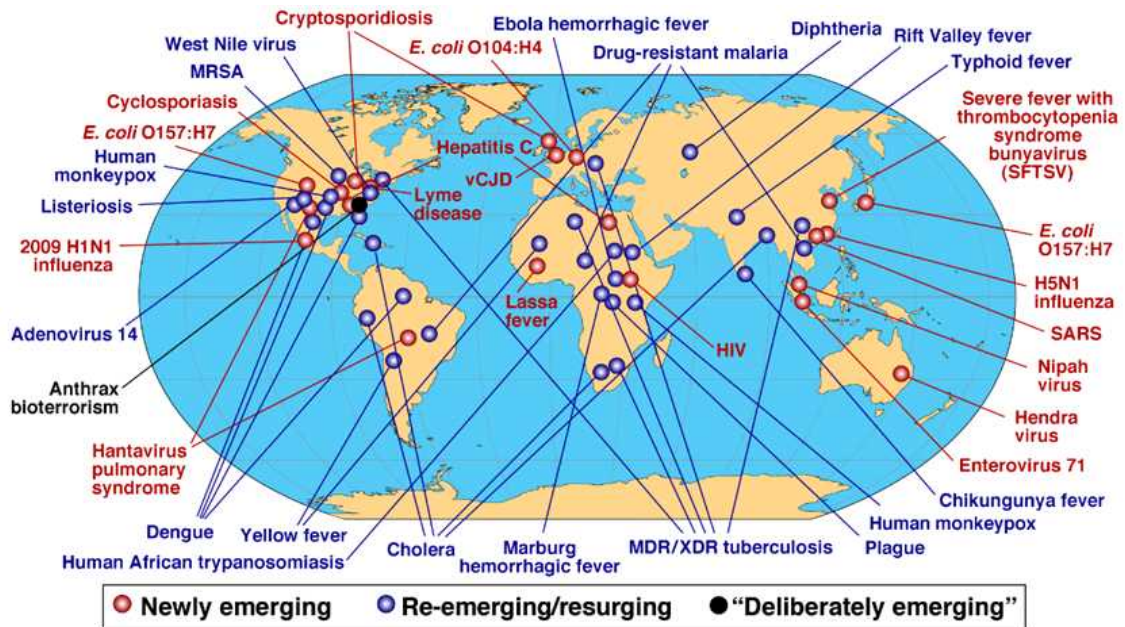 Cryptosporidiosis
Ebola hemorrhagic fever
Diphtheria
Rift Valley fever
West Nile virus
E. coli O104:H4
Drug-resistant malaria
Typhoid fever
MRSA
Cyclosporiasis
Severe fever with
thrombocytopenia
syndrome
bunyavirus
(SFTSV)
E. coli O157:H7
Human
monkeypox
Hepatitis C
vCJD
Listeriosis
Lyme
disease
E. coli
O157:H7
2009 H1N1
influenza
H5N1
influenza
Lassa
fever
Adenovirus 14
HIV
SARS
Nipah
virus
Anthrax
bioterrorism
Hendra
virus
Hantavirus
pulmonary
syndrome
Enterovirus 71
Chikungunya fever
Dengue
Yellow fever
Human monkeypox
Human African trypanosomiasis
Cholera
Marburg
hemorrhagic fever
MDR/XDR tuberculosis
Plague
Newly emerging
Re-emerging/resurging
“Deliberately emerging”